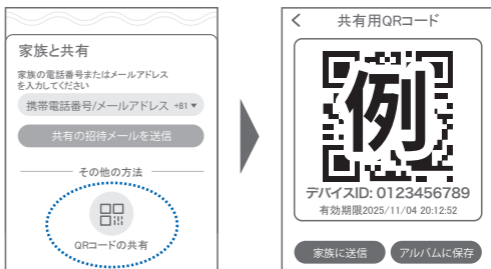 家族と共有
家族の電話番号またはメールアドレス
を入力してください
携帯電話番号/メールアドレス +81▼
共有の招待メールを送信
その他の方法
QRコードの共有
共有用QRコード
例
デバイスID: 0123456789
有効期限2025/11/04 20:12:52
家族に送信 アルバムに保存